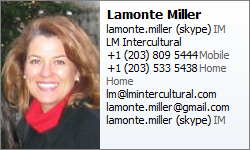 Lamonte Miller
lamonte.miller (skype) IM
LM Intercultural
+1 (203) 809 5444 Mobile
+1 (203) 533 5438 Home
Home
lm@lmintercultural.com
lamonte.miller@gmail.com
lamonte.miller (skype) IM